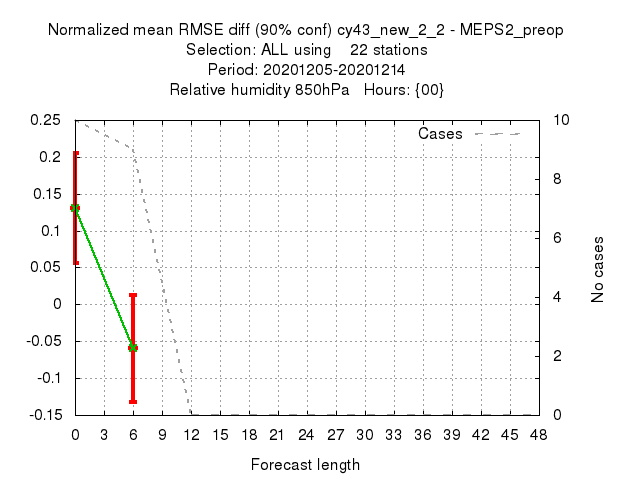 Normalized mean RMSE diff (90% conf) cy43_new_2_2 - MEPS2_preop
Selection: ALL using    22 stations
Period: 20201205-20201214
Relative humidity 850hPa   Hours: {00}
Cases
0.25
0.2
0.15
0.1
0.05
0
-0.05
-0.1
-0.15
10
8
6
4
2
0
No cases
0 3 6 9 12 15 18 21 24 27 30 33 36 39 42 45 48
Forecast length